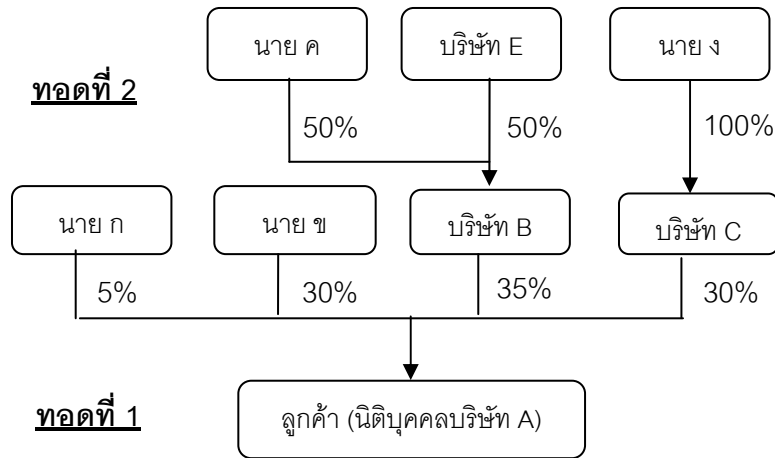 นาย ค
บริษัท E
นาย ง
ทอดที่ 2
50%
50%
100%
นาย ก
นาย ข
บริษัท B
บริษัท C
5%
30%
35%
30%
ทอดที่ 1
ลูกค้า (นิติบุคคลบริษัท A)